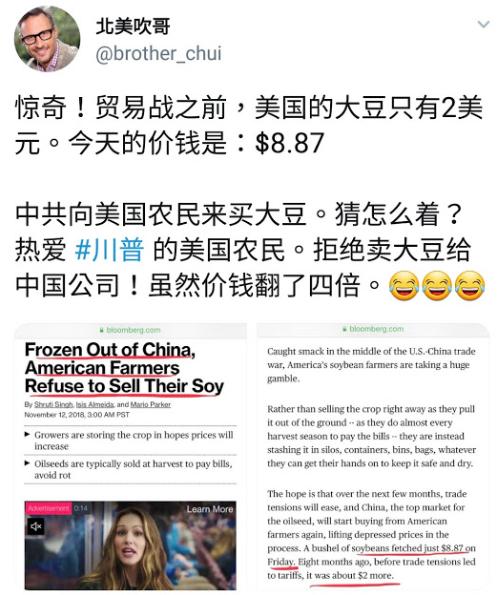 北美吹哥
@brother_chui
惊奇！贸易战之前，美国的大豆只有2美
元。今天的价钱是：$8.87
中共向美国农民来买大豆。猜怎么着？
热爱 #川普 的美国农民。拒绝卖大豆给
中国公司！虽然价钱翻了四倍。😂😂😂
bloomberg.com
Frozen Out of China,
American Farmers
Refuse to Sell Their Soy
By Shruti Singh, Isis Almeida, and Mario Parker
November 12, 2018, 3:00 AM PST
Growers are storing the crop in hopes prices will
increase
Oilseeds are typically sold at harvest to pay bills,
avoid rot
Advertisement 0:14
Learn More
bloomberg.com
Caught smack in the middle of the U.S.-China trade
war, America's soybean farmers are taking a huge
gamble.
Rather than selling the crop right away as they pull
it out of the ground -- as they do almost every
harvest season to pay the bills -- they are instead
stashing it in silos, containers, bins, bags, whatever
they can get their hands on to keep it safe and dry.
The hope is that over the next few months, trade
tensions will ease, and China, the top market for
the oilseed, will start buying from American
farmers again, lifting depressed prices in the
process. A bushel of soybeans fetched just $8.87 on
Friday. Eight months ago, before trade tensions led
to tariffs, it was about $2 more.